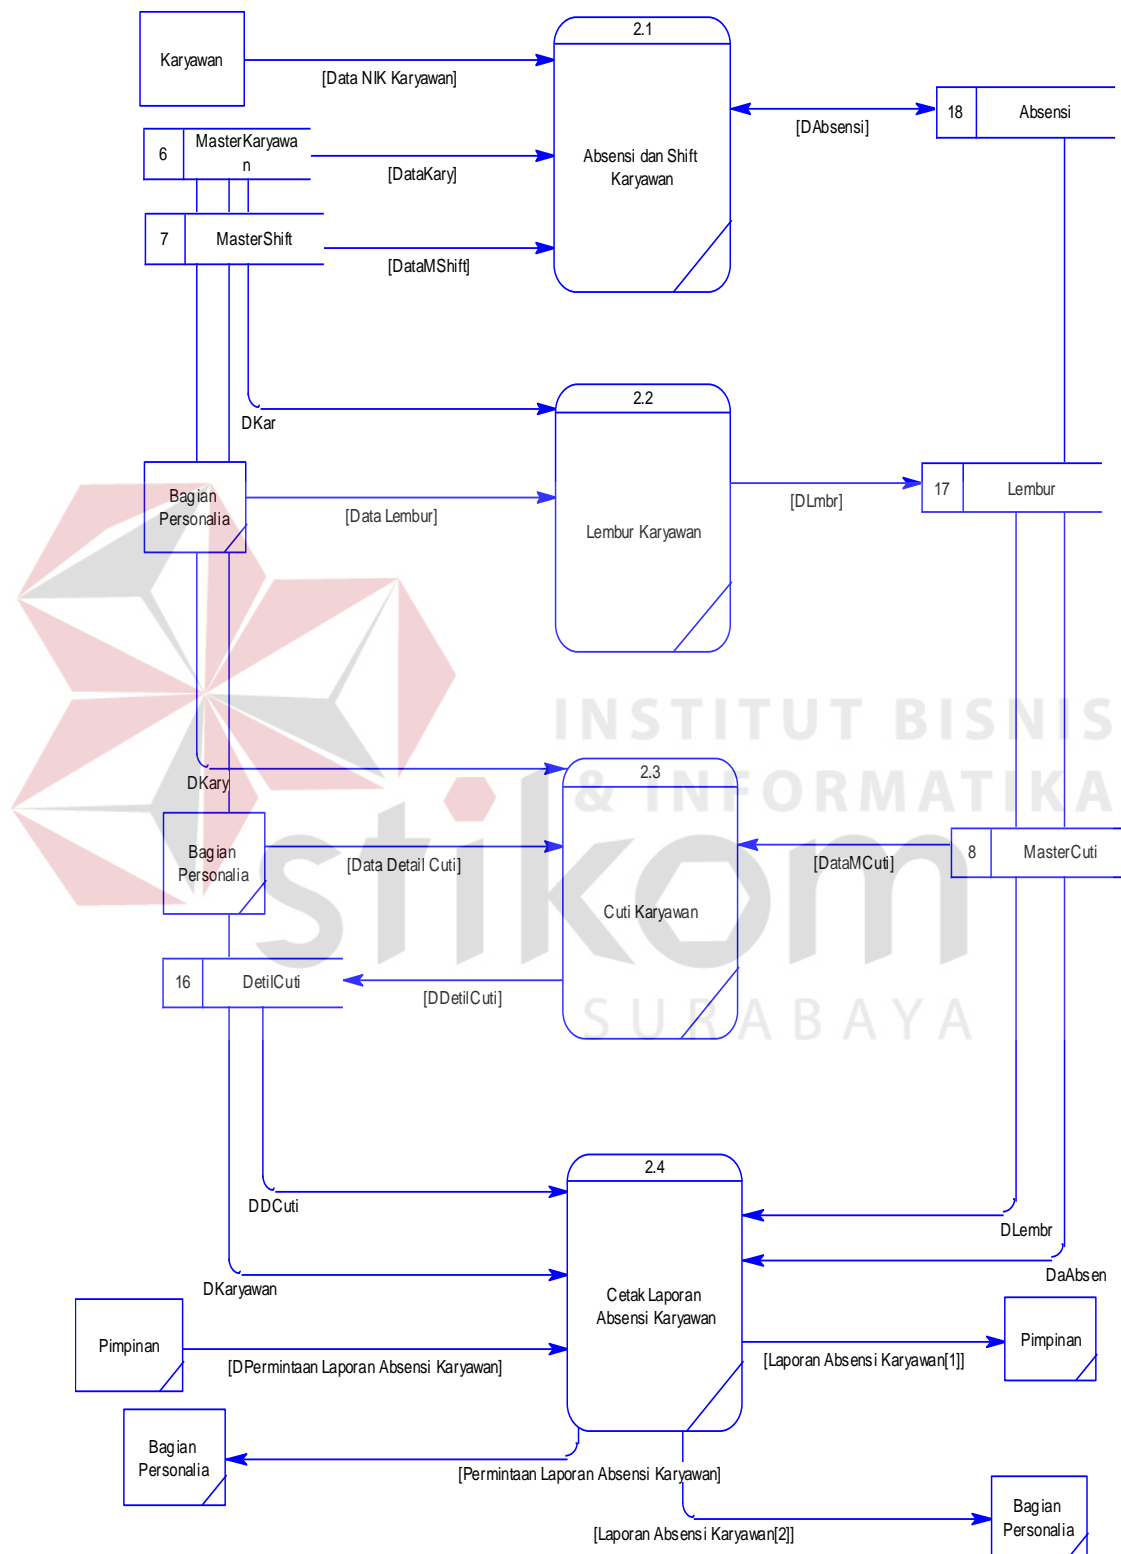 Karyawan
[Data NIK Karyawan]
2.1
Absensi dan Shift
Karyawan
[DAbsensi]
18
Absensi
6
MasterKaryawa
n
[DataKary]
7
MasterShift
[DataMShift]
DKar
2.2
Lembur Karyawan
Bagian
Personalia
[Data Lembur]
[DLmbr]
17
Lembur
INSTITUT BISNIS
& INFORMATIKA
stikom
SURABAYA
DKary
2.3
Cuti Karyawan
Bagian
Personalia
[Data Detail Cuti]
[DataMCuti]
8
MasterCuti
16
DetilCuti
[DDetilCuti]
2.4
Cetak Laporan
Absensi Karyawan
DDCuti
DLembr
DKaryawan
DaAbsen
Pimpinan
[DPermintaan Laporan Absensi Karyawan]
[Laporan Absensi Karyawan[1]]
Pimpinan
Bagian
Personalia
[Permintaan Laporan Absensi Karyawan]
[Laporan Absensi Karyawan[2]]
Bagian
Personalia